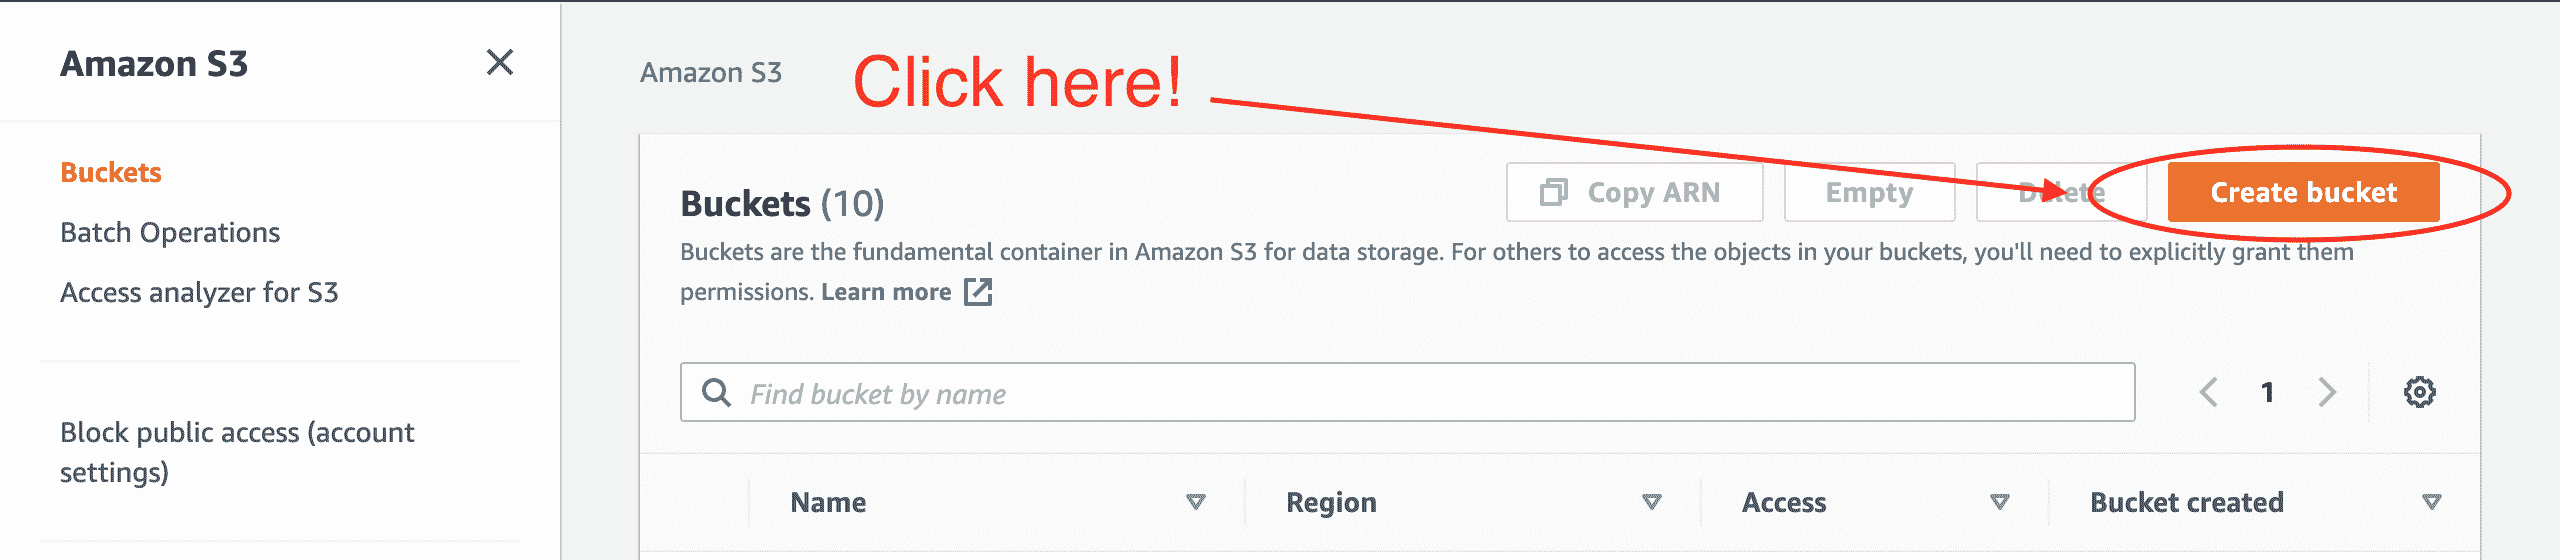 Amazon S3
Buckets
Batch Operations
Access analyzer for S3
Block public access (account
settings)
Amazon S3
Click here!
Buckets (10)
Copy ARN
Empty
Delete
Create bucket
Buckets are the fundamental container in Amazon S3 for data storage. For others to access the objects in your buckets, you'll need to explicitly grant them
permissions. Learn more
Find bucket by name
1
Name
Region
Access
Bucket created